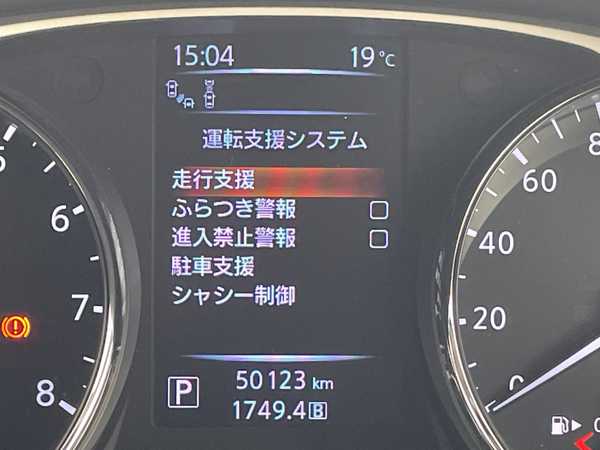 15:04 19℃
運転支援システム
走行支援
ふらつき警報
進入禁止警報
駐車支援
シャシー制御
P
50123 km
1749.4 B
5
6
7
8
60
40
20
0